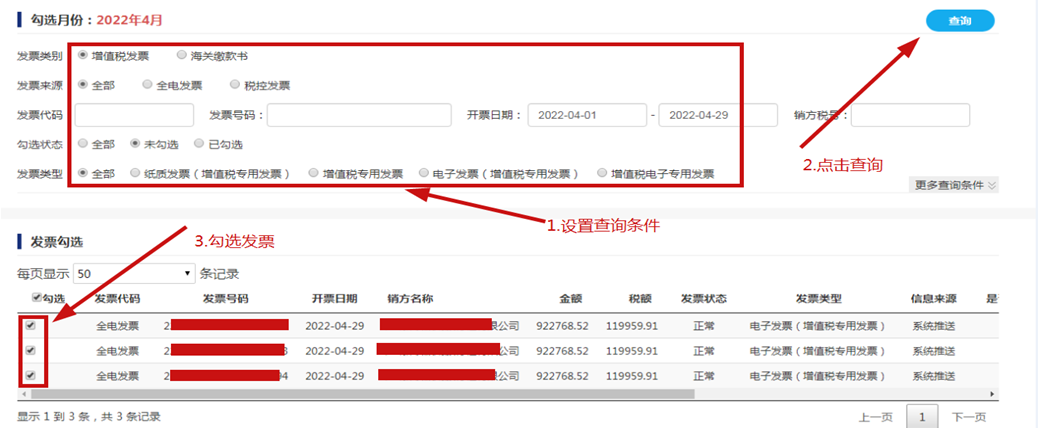 勾选月份：2022年4月
查询
发票类别 增值税发票 海关缴款书
发票来源 全部 全电发票 税控发票
发票代码 发票号码： 开票日期： 2022-04-01 - 2022-04-29 销方税号：
勾选状态 全部 未勾选 已勾选
2.点击查询
发票类型 全部 纸质发票（增值税专用发票） 增值税专用发票 电子发票（增值税专用发票） 增值税电子专用发票
更多查询条件
1.设置查询条件
发票勾选
3.勾选发票
每页显示 50 条记录
勾选 发票代码 发票号码 开票日期 销方名称 金额 税额 发票状态 发票类型 信息来源 是
全电发票 2 2022-04-29 限公司 922768.52 119959.91 正常 电子发票（增值税专用发票） 系统推送
全电发票 2 3 2022-04-29 限公司 922768.52 119959.91 正常 电子发票（增值税专用发票） 系统推送
全电发票 2 04 2022-04-29 限公司 922768.52 119959.91 正常 电子发票（增值税专用发票） 系统推送
显示 1 到 3 条，共 3 条记录
上一页 1 下一页